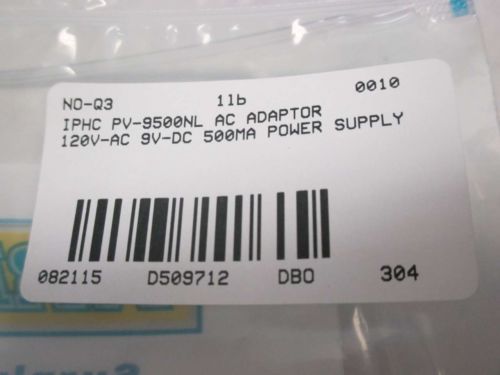 NO-Q3 1lb 0010
IPHC PV-9500NL AC ADAPTOR
120V-AC 9V-DC 500MA POWER SUPPLY
082115 D509712 DBO 304